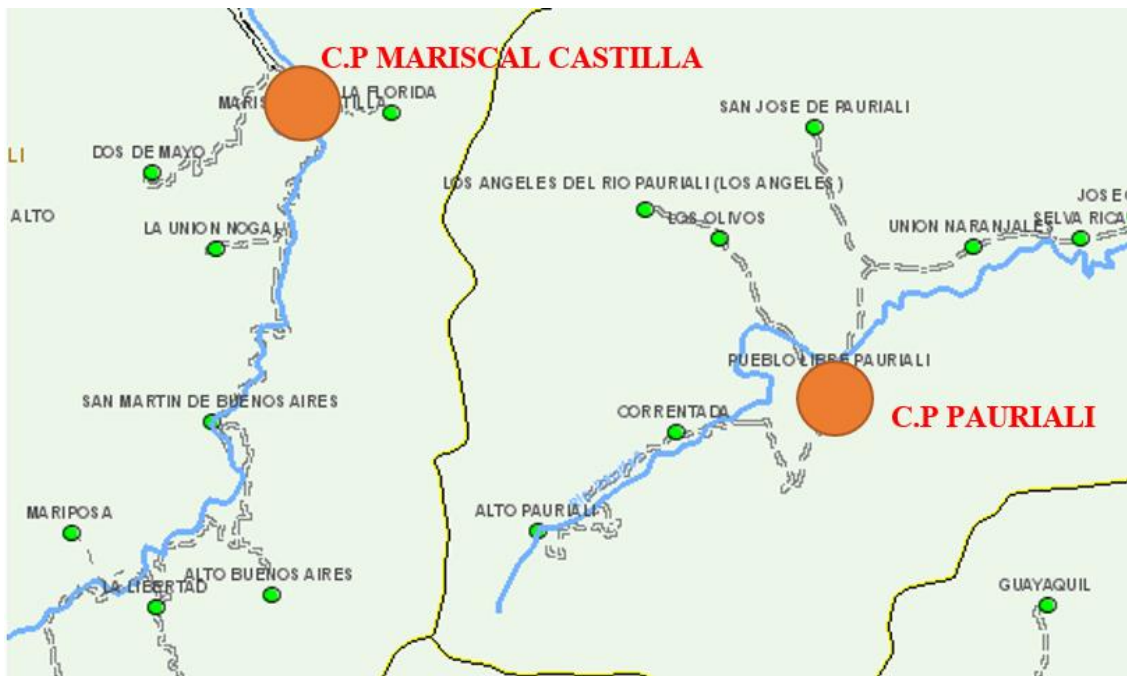 C.P MARISCAL CASTILLA
LA FLORIDA
SAN JOSE DE PAURIALI
DOS DE MAYO
LI
LOS ANGELES DEL RIO PAURIALI (LOS ANGELES)
ALTO
LOS OLIVOS
LA UNION NOGAL
UNION NARANJALES
PUEBLO LIBRE PAURIALI
SAN MARTIN DE BUENOS AIRES
CORRENTADA
C.P PAURIALI
MARIPOSA
ALTO PAURIALI
LA LIBERTAD
ALTO BUENOS AIRES
GUAYAQUIL